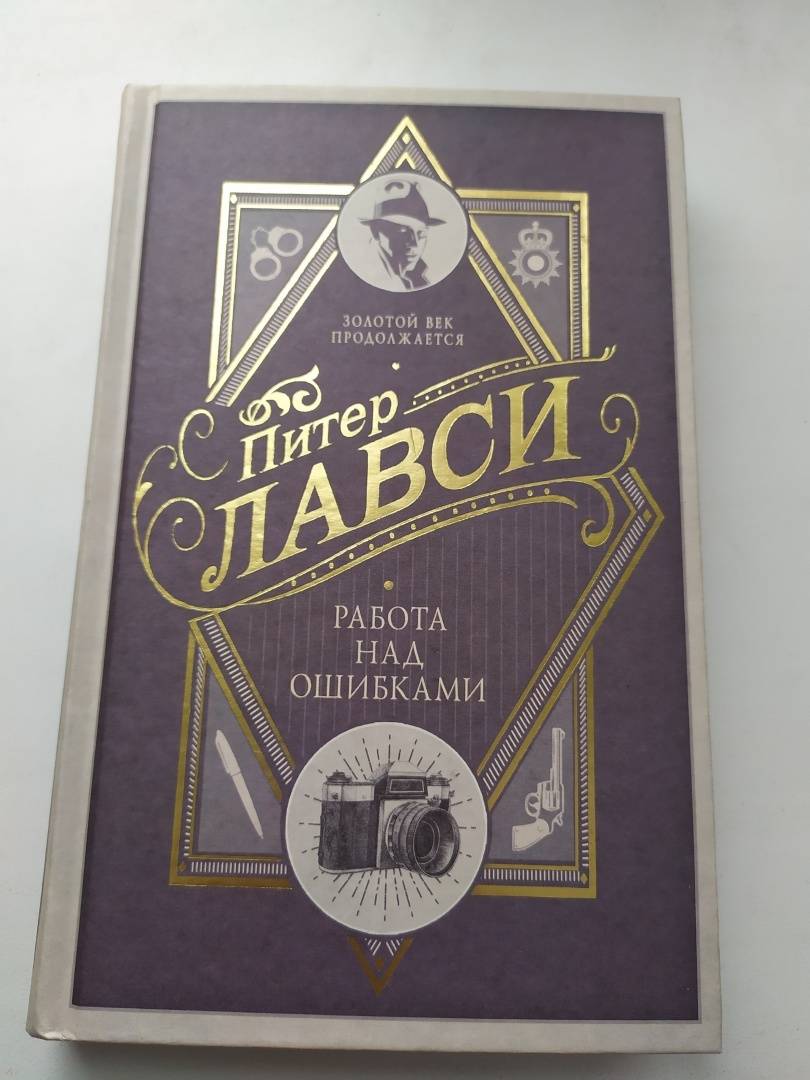 ЗОЛОТОЙ ВЕК
ПРОДОЛЖАЕТСЯ
Питер
ЛАВСИ
РАБОТА
НАД
ОШИБКАМИ